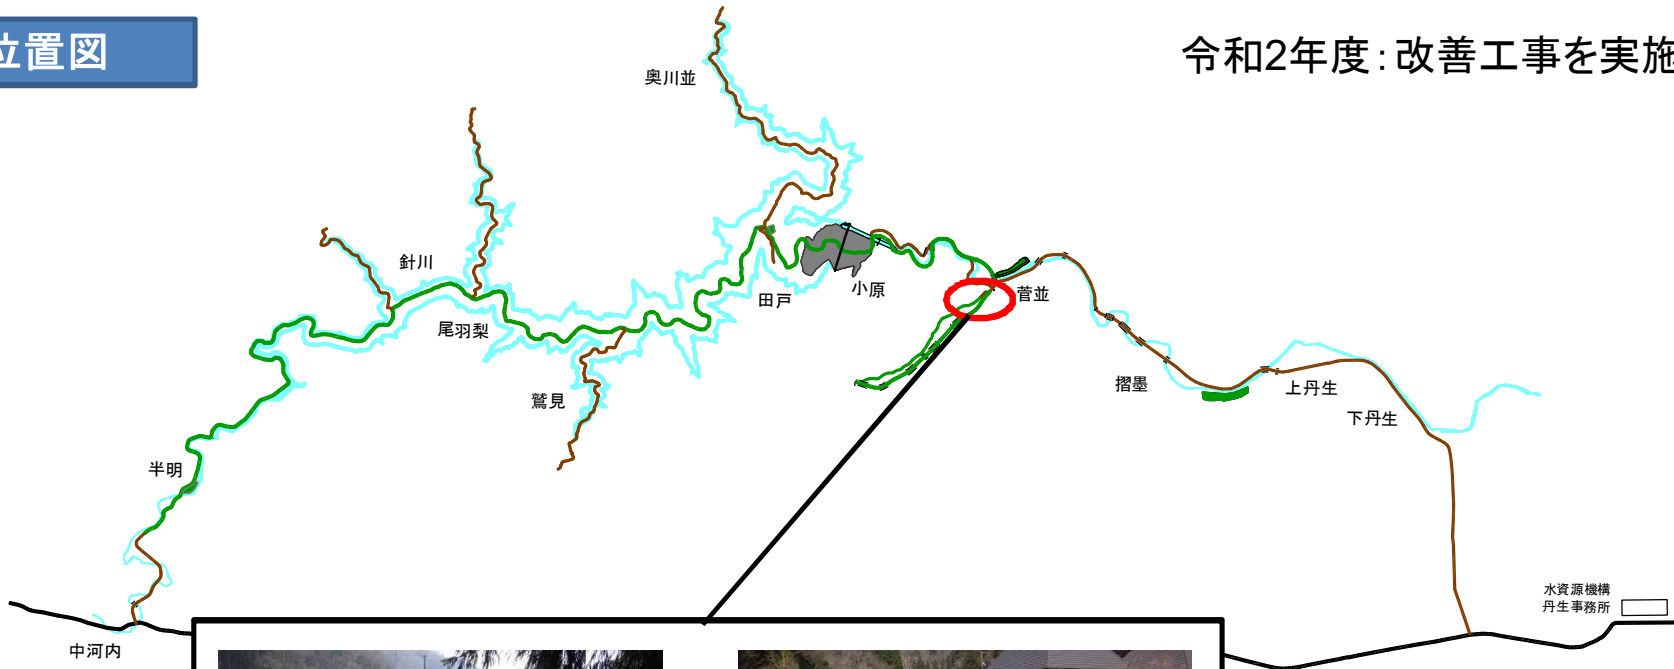 位置図
令和2年度：改善工事を実施
奥川並
針川
尾羽梨
田戸
小原
菅並
鷲見
摺墨
上丹生
下丹生
半明
中河内
水資源機構
丹生事務所